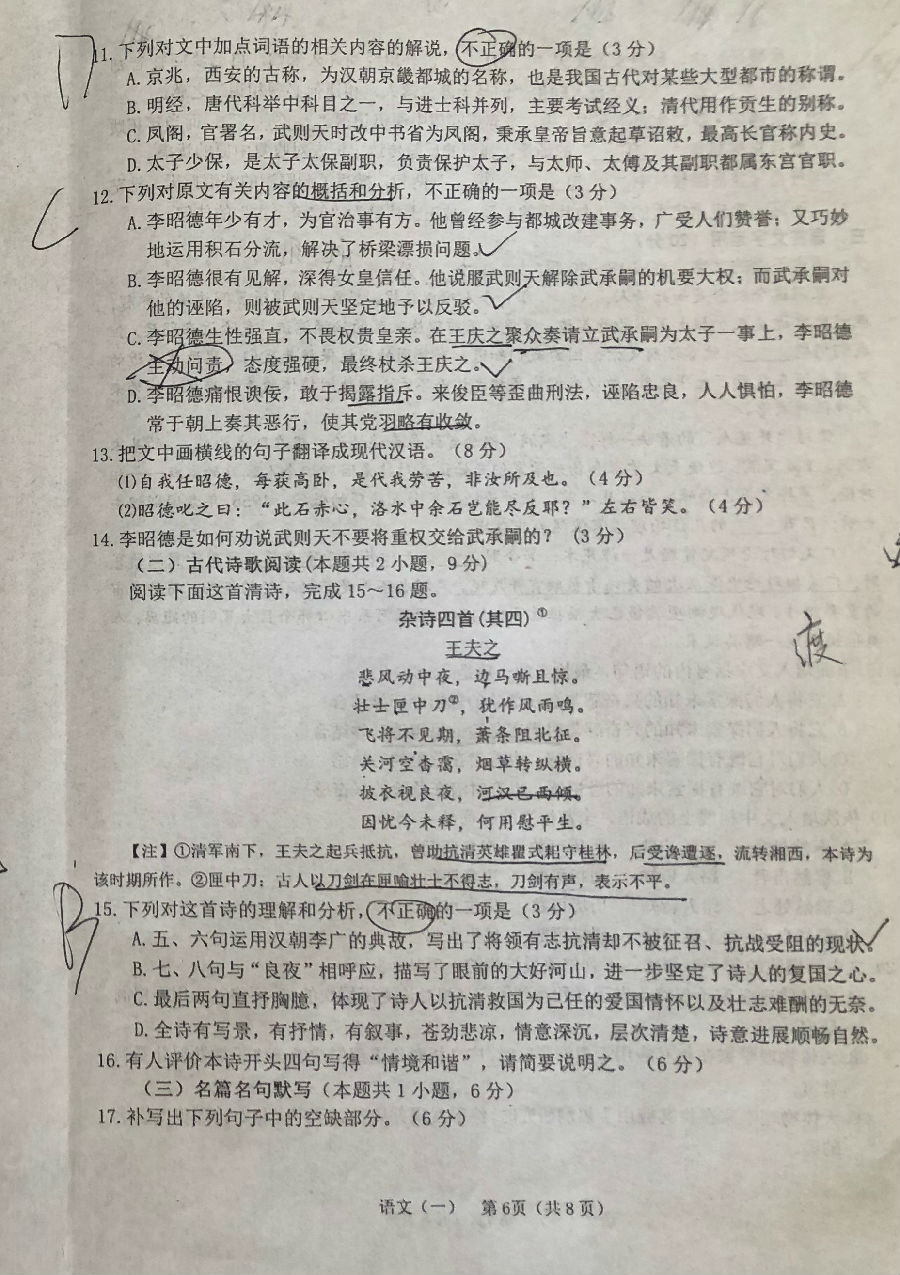 D
11. 下列对文中加点词语的相关内容的解说，不正确的一项是（3 分）
A. 京兆，西安的古称，为汉朝京畿都城的名称，也是我国古代对某些大型都市的称谓。
B. 明经，唐代科举中科目之一，与进士科并列，主要考试经义；清代用作贡生的别称。
C. 凤阁，官署名，武则天时改中书省为凤阁，秉承皇帝旨意起草诏敕，最高长官称内史。
D. 太子少保，是太子太保副职，负责保护太子，与太师、太傅及其副职都属东宫官职。
C
12. 下列对原文有关内容的概括和分析，不正确的一项是（3 分）
A. 李昭德年少有才，为官治事有方。他曾经参与都城改建事务，广受人们赞誉；又巧妙
地运用积石分流，解决了桥梁漂损问题。
B. 李昭德很有见解，深得女皇信任。他说服武则天解除武承嗣的机要大权；而武承嗣对
他的诬陷，则被武则天坚定地予以反驳。
C. 李昭德生性强直，不畏权贵皇亲。在王庆之聚众奏请立武承嗣为太子一事上，李昭德
主动问责，态度强硬，最终杖杀王庆之。
D. 李昭德痛恨谀佞，敢于揭露指斥。来俊臣等歪曲刑法，诬陷忠良，人人惧怕，李昭德
常于朝上奏其恶行，使其党羽略有收敛。
13. 把文中画横线的句子翻译成现代汉语。（8 分）
⑴自我任昭德，每获高卧，是代我劳苦，非汝所及也。（4 分）
⑵昭德叱之曰：“此石赤心，洛水中余石岂能尽反耶？”左右皆笑。（4 分）
14. 李昭德是如何劝说武则天不要将重权交给武承嗣的？（3 分）
（二）古代诗歌阅读(本题共 2 小题，9 分)
阅读下面这首清诗，完成 15～16 题。
杂诗四首(其四)①
王夫之
渡
悲风动中夜，边马嘶且惊。
壮士匣中刀②，犹作风雨鸣。
飞将不见期，萧条阻北征。
关河空杳霭，烟草转纵横。
披衣视良夜，河汉已西倾。
因忧今未释，何用慰平生。
【注】①清军南下，王夫之起兵抵抗，曾助抗清英雄瞿式耜守桂林，后受谗遭逐，流转湘西，本诗为
该时期所作。②匣中刀：古人以刀剑在匣喻壮士不得志，刀剑有声，表示不平。
B
15. 下列对这首诗的理解和分析，不正确的一项是（3 分）
A. 五、六句运用汉朝李广的典故，写出了将领有志抗清却不被征召、抗战受阻的现状。
B. 七、八句与“良夜”相呼应，描写了眼前的大好河山，进一步坚定了诗人的复国之心。
C. 最后两句直抒胸臆，体现了诗人以抗清救国为己任的爱国情怀以及壮志难酬的无奈。
D. 全诗有写景，有抒情，有叙事，苍劲悲凉，情意深沉，层次清楚，诗意进展顺畅自然。
16. 有人评价本诗开头四句写得“情境和谐”，请简要说明之。（6 分）
（三）名篇名句默写（本题共 1 小题，6 分）
17. 补写出下列句子中的空缺部分。（6 分）
语文（一） 第 6页（共 8 页）